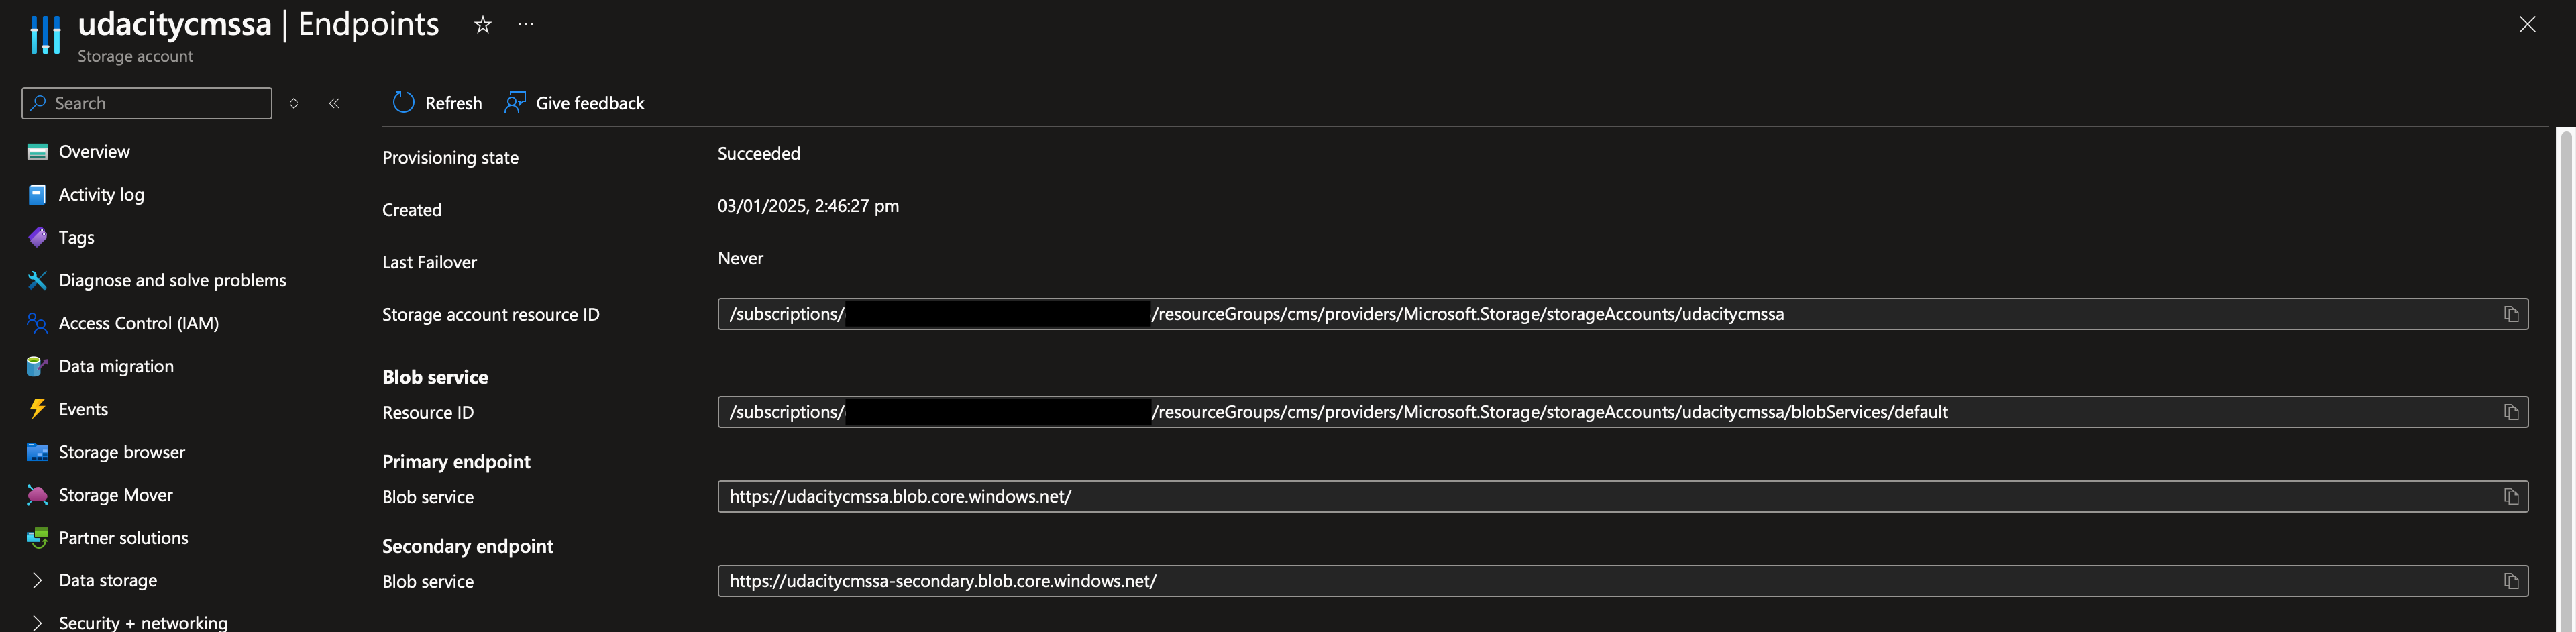 udacitycmssa | Endpoints
Storage account
Search
Refresh
Give feedback
Overview
Activity log
Tags
Diagnose and solve problems
Access Control (IAM)
Data migration
Events
Storage browser
Storage Mover
Partner solutions
Data storage
Security + networking
Provisioning state
Succeeded
Created
03/01/2025, 2:46:27 pm
Last Failover
Never
Storage account resource ID
/subscriptions/ /resourceGroups/cms/providers/Microsoft.Storage/storageAccounts/udacitycmssa
Blob service
Resource ID
/subscriptions/ /resourceGroups/cms/providers/Microsoft.Storage/storageAccounts/udacitycmssa/blobServices/default
Primary endpoint
Blob service
https://udacitycmssa.blob.core.windows.net/
Secondary endpoint
Blob service
https://udacitycmssa-secondary.blob.core.windows.net/